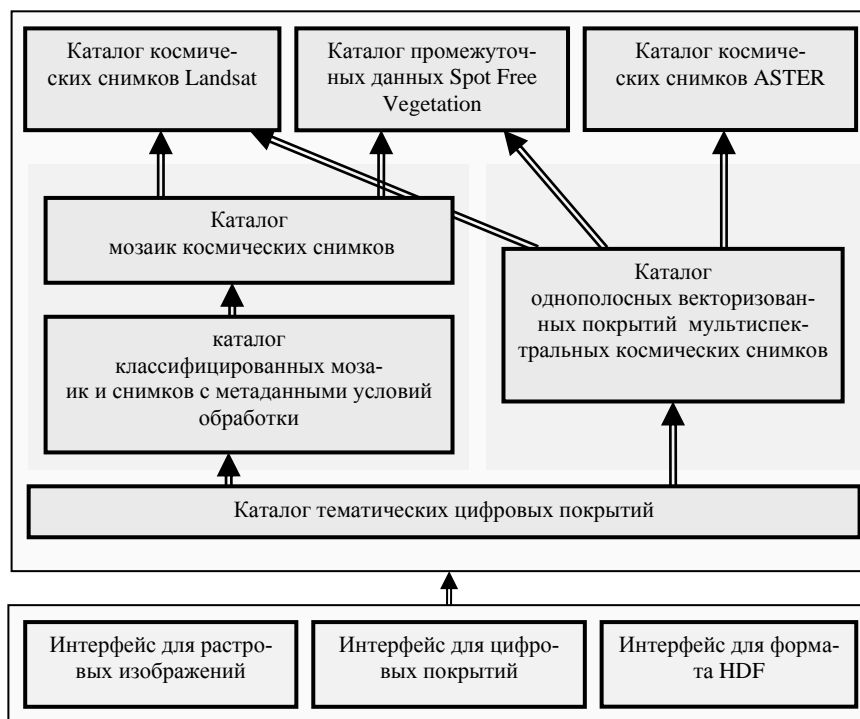 Каталог космиче-
ских снимков Landsat
Каталог промежуточ-
ных данных Spot Free
Vegetation
Каталог космиче-
ских снимков ASTER
Каталог
мозаик космических снимков
Каталог
однополосных векторизован-
ных покрытий мультиспек-
тральных космических снимков
каталог
классифицированных моза-
ик и снимков с метаданными условий
обработки
Каталог тематических цифровых покрытий
Интерфейс для растро-
вых изображений
Интерфейс для цифро-
вых покрытий
Интерфейс для форма-
та HDF